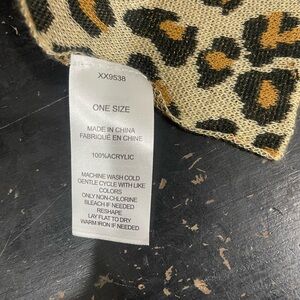 XX9538
ONE SIZE
MADE IN CHINA
FABRIQUÉ EN CHINE
100%ACRYLIC
MACHINE WASH COLD
GENTLE CYCLE WITH LIKE
COLORS
ONLY NON-CHLORINE
BLEACH IF NEEDED
RESHAPE
LAY FLAT TO DRY
WARM IRON IF NEEDED